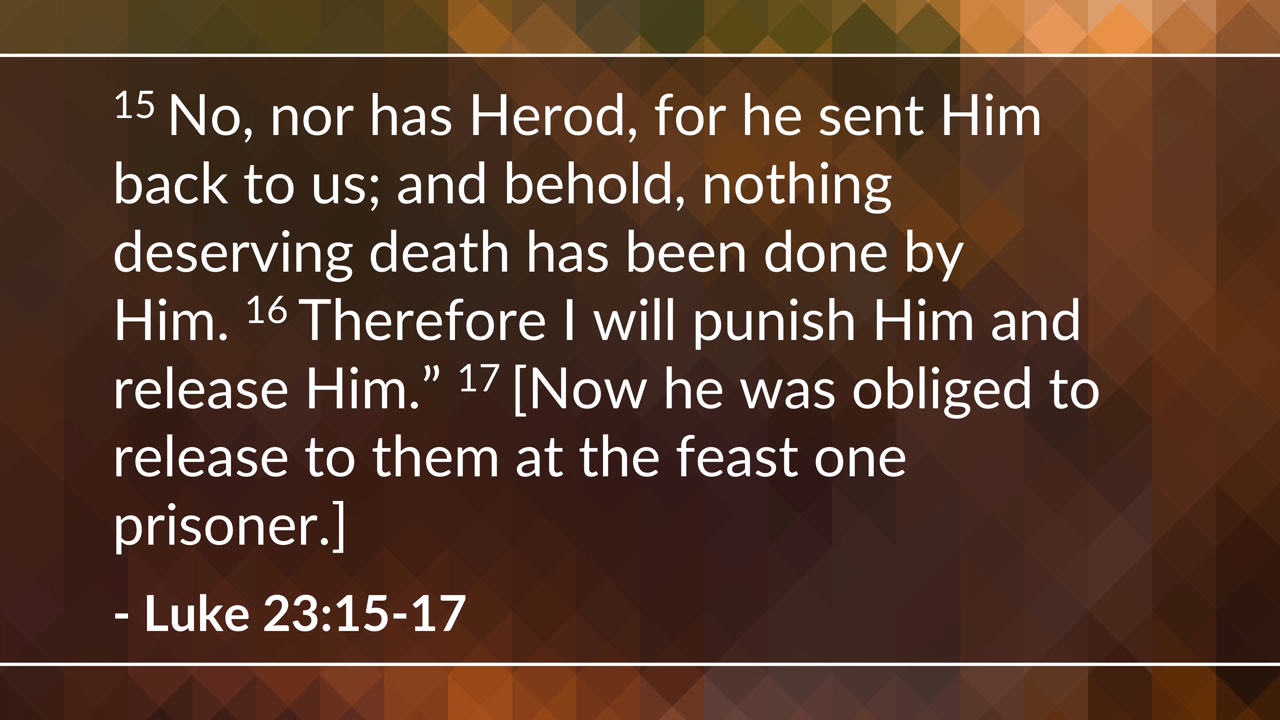 15 No, nor has Herod, for he sent Him
back to us; and behold, nothing
deserving death has been done by
Him. 16 Therefore I will punish Him and
release Him.” 17 [Now he was obliged to
release to them at the feast one
prisoner.]
- Luke 23:15-17